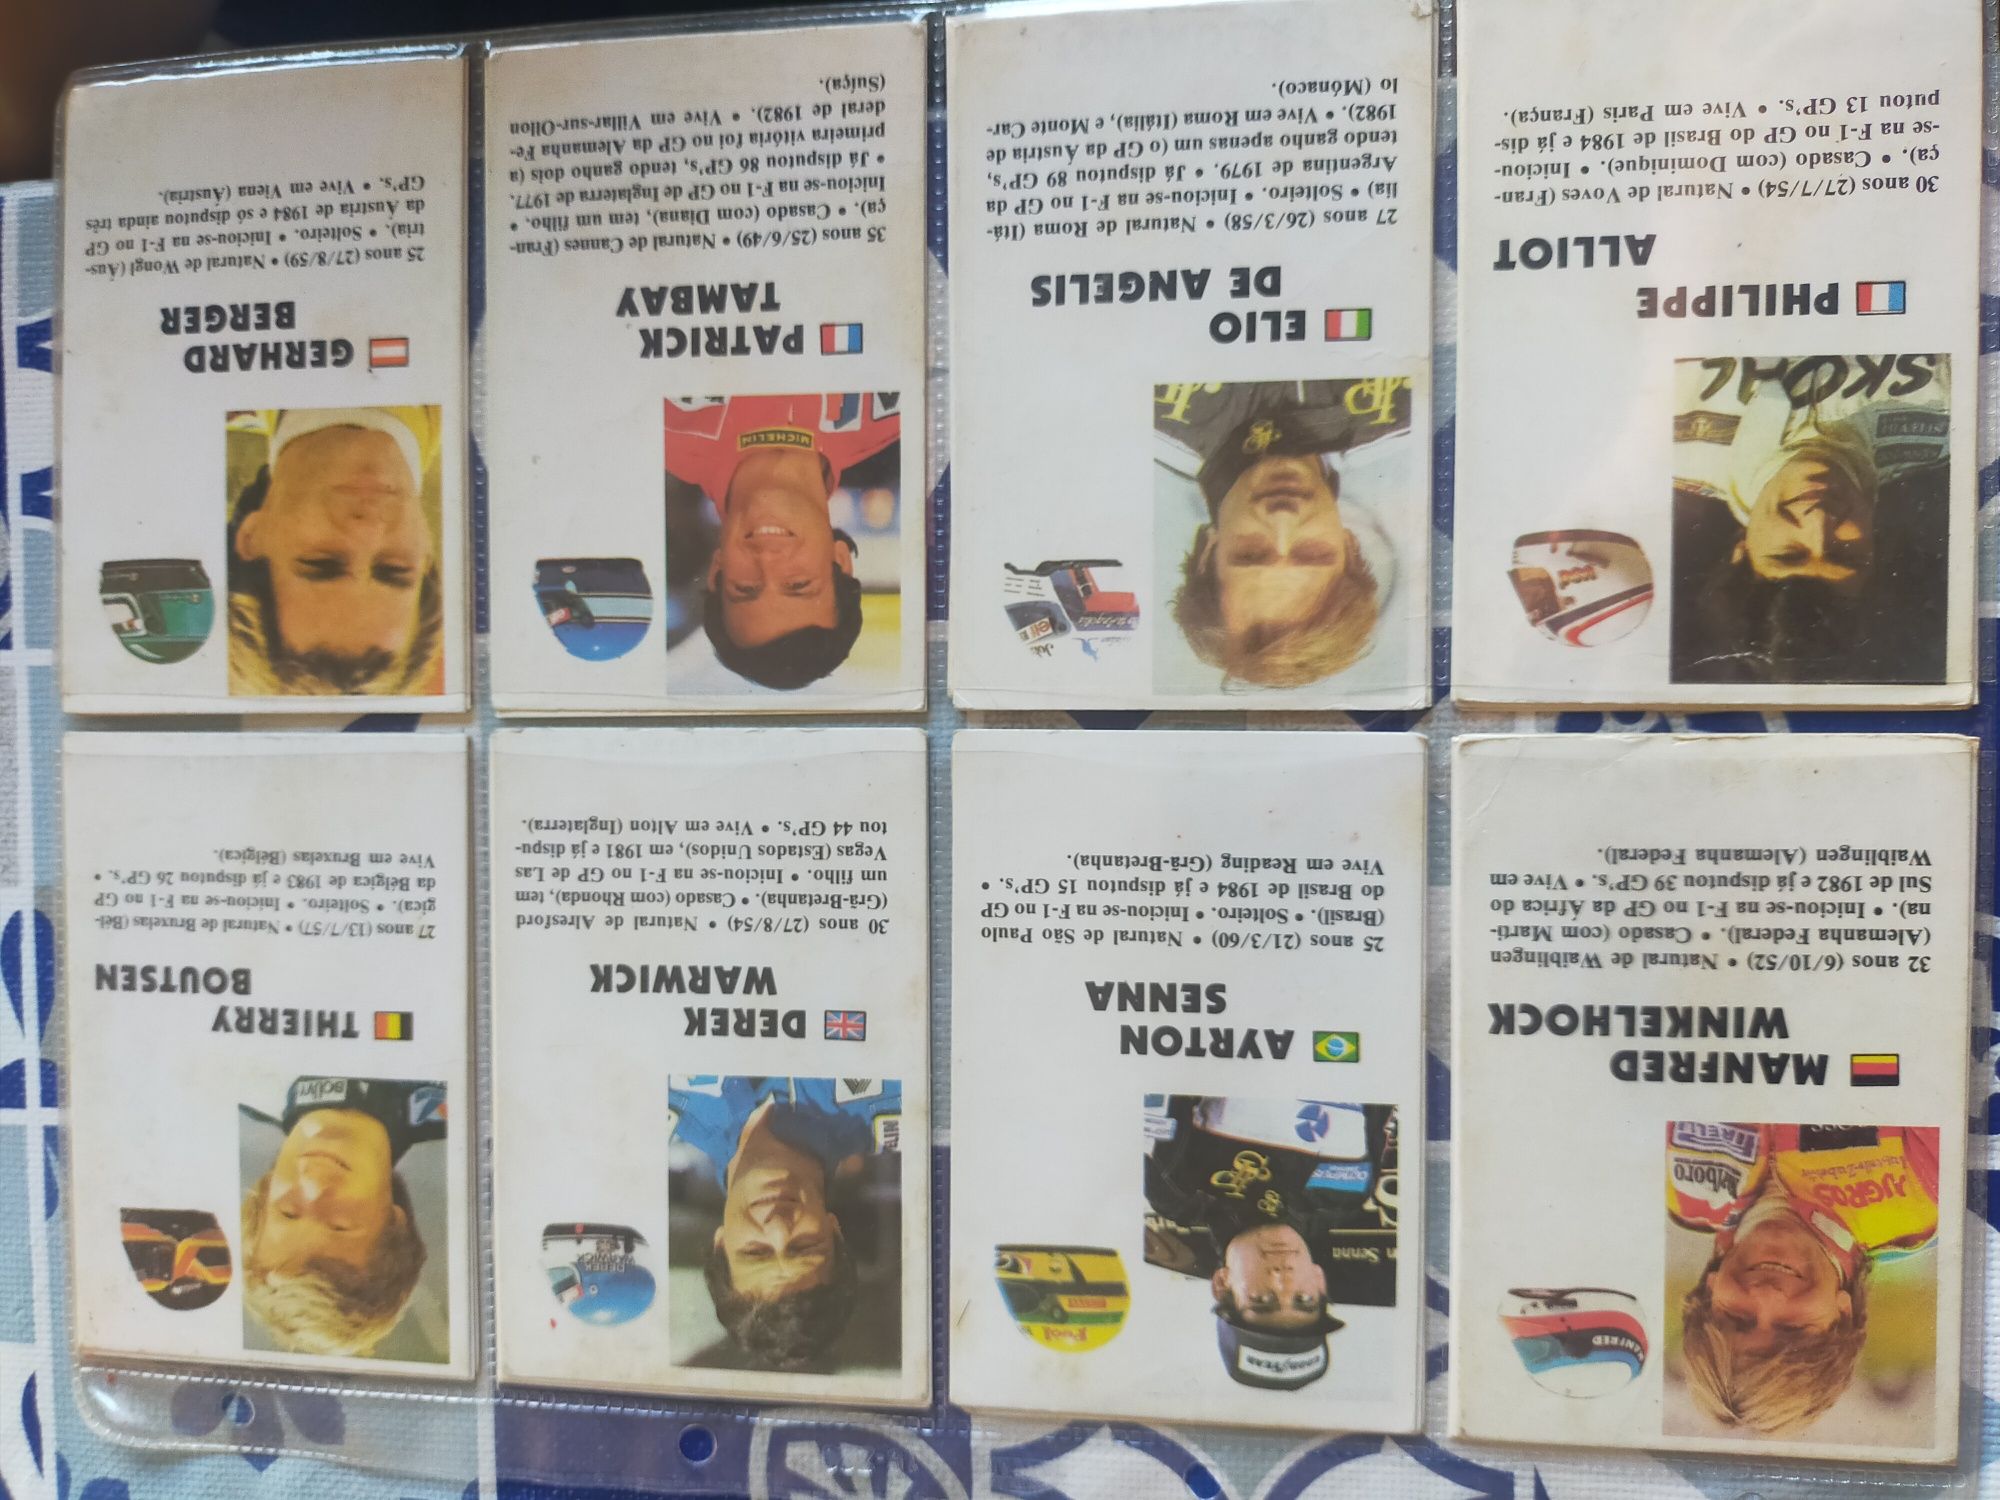 Marlboro
PIRELLI
MANFRED
MANFRED
WINKELHOCK
32 anos (6/10/52) • Natural de Waiblingen
(Alemanha Federal). • Casado (com Marti-
na). • Iniciou-se na F-1 no GP da África do
Sul de 1982 e já disputou 39 GP's. • Vive em
Waiblingen (Alemanha Federal).
GOODYEAR
Senna
OLYMPUS
Pool
PIRELLI
AYRTON
SENNA
25 anos (21/3/60) • Natural de São Paulo
(Brasil). • Solteiro. • Iniciou-se no GP
do Brasil de 1984 e já disputou 15 GP's. •
Vive em Reading (Grã-Bretanha).
ELIN
DEREK
WARWICK
DEREK
WARWICK
30 anos (27/8/54) • Natural de Alresford
(Grã-Bretanha). • Casado (com Rhonda), tem
um filho. • Iniciou-se na F-1 no GP de Las
Vegas (Estados Unidos), em 1981 e já dispu-
tou 44 GP's. • Vive em Alton (Inglaterra).
THIERRY
BOUTSEN
27 anos (13/7/57) • Natural de Bruxelas (Bél-
gica). • Solteiro. • Iniciou-se na F-1 no GP
da Bélgica de 1983 e já disputou 26 GP's. •
Vive em Bruxelas (Bélgica).
SKOAL
PHILIPPE
ALLIOT
30 anos (27/7/54) • Natural de Voves (Fran-
ça). • Casado (com Dominique). • Iniciou-
-se na F-1 no GP do Brasil de 1984 e já dis-
putou 13 GP's. • Vive em Paris (França).
elf
ELIO
DE ANGELIS
27 anos (26/3/58) • Natural de Roma (Itá-
lia) • Solteiro. • Iniciou-se na F-1 no GP da
Argentina de 1979. • Já disputou 89 GP's,
tendo ganho apenas um (o GP da Áustria de
1982). • Vive em Roma (Itália), e Monte Car-
lo (Mónaco).
MICHELIN
PATRICK
TAMBAY
35 anos (25/6/49) • Natural de Cannes (Fran-
ça). • Casado (com Diana), tem um filho. •
Iniciou-se na F-1 no GP de Inglaterra de 1977.
• Já disputou 86 GP's, tendo ganho dois (a
primeira vitória foi no GP da Alemanha Fe-
deral de 1982). • Vive em Villar-sur-Ollon
(Suíça).
GERHARD
BERGER
25 anos (27/8/59) • Natural de Wongl (Áus-
tria). • Solteiro. • Iniciou-se na F-1 no GP
da Áustria de 1984 e só disputou ainda três
GP's. • Vive em Viena (Áustria).